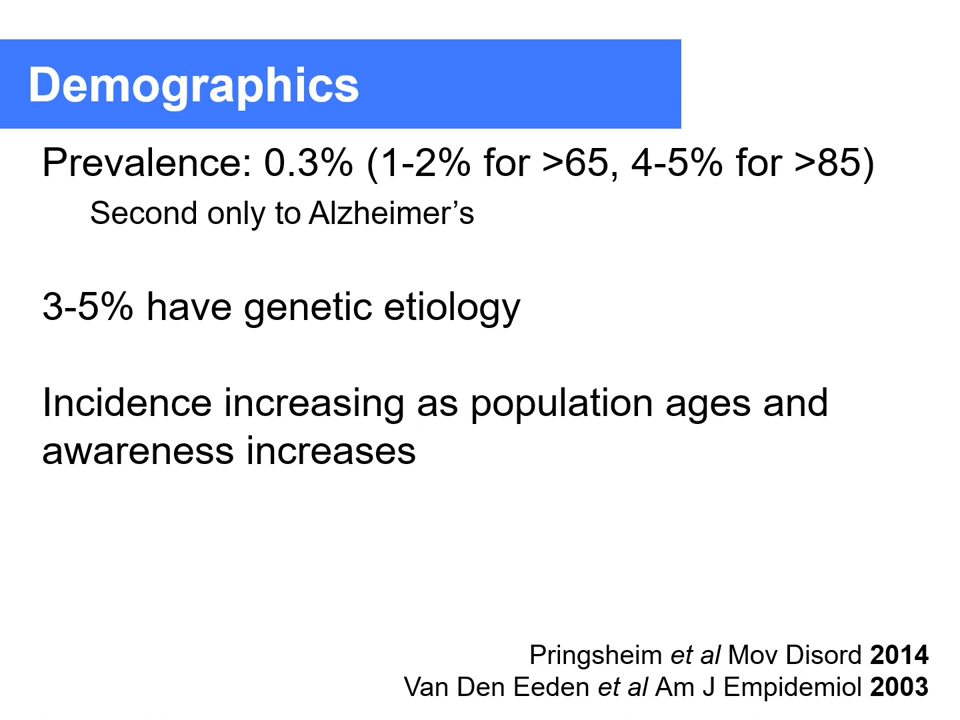 Demographics
Prevalence: 0.3% (1-2% for >65, 4-5% for >85)
Second only to Alzheimer’s
3-5% have genetic etiology
Incidence increasing as population ages and
awareness increases
Pringsheim et al Mov Disord 2014
Van Den Eeden et al Am J Empidemiol 2003